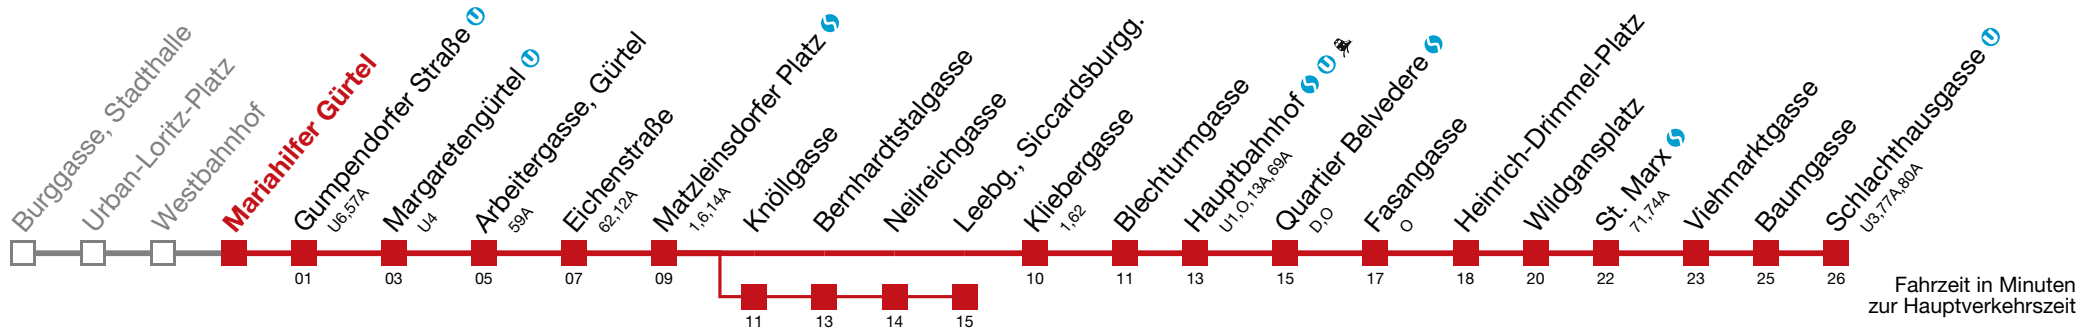 Burggasse, Stadthalle
Urban-Loritz-Platz
Westbahnhof
Mariahilfer Gürtel
Gumpendorfer Straße U
U6,57A
01
Margaretengürtel U
U4
03
Arbeitergasse, Gürtel
59A
05
Eichenstraße
62,12A
07
Matzleinsdorfer Platz S
1,6,14A
09
Knöllgasse
11
Bernhardtstalgasse
13
Neilreichgasse
14
Leebg., Siccardsburgg.
15
Kliebergasse
1,62
10
Blechturmgasse
11
Hauptbahnhof S U
U1,O,13A,69A
13
Quartier Belvedere S
D,O
15
Fasangasse
O
17
Heinrich-Drimmel-Platz
18
Wildgansplatz
20
St. Marx S
71,74A
22
Viehmarktgasse
23
Baumgasse
25
Schlachthausgasse U
U3,77A,80A
26
Fahrzeit in Minuten
zur Hauptverkehrszeit